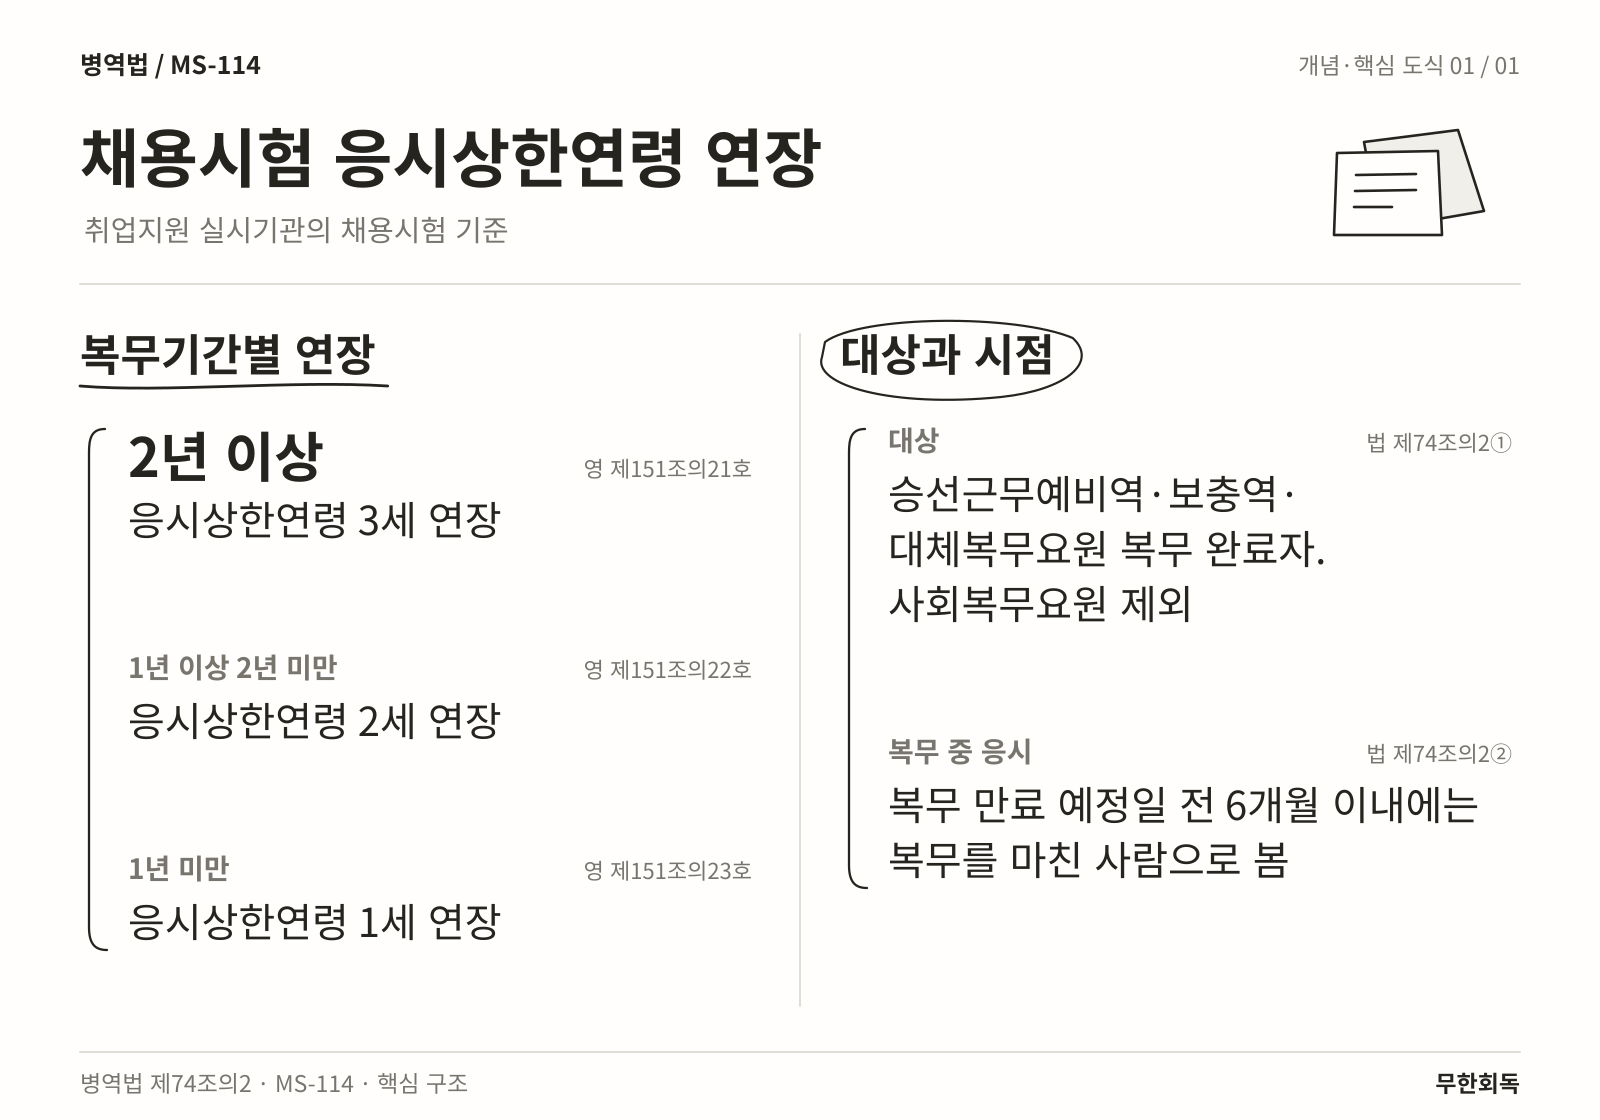 병역법 / MS-114
개념·핵심 도식 01 / 01
채용시험 응시상한연령 연장
취업지원 실시기관의 채용시험 기준
복무기간별 연장
2년 이상
영 제151조의21호
응시상한연령 3세 연장
1년 이상 2년 미만
영 제151조의22호
응시상한연령 2세 연장
1년 미만
영 제151조의23호
응시상한연령 1세 연장
대상과 시점
대상
법 제74조의2①
승선근무예비역·보충역·
대체복무요원 복무 완료자.
사회복무요원 제외
복무 중 응시
법 제74조의2②
복무 만료 예정일 전 6개월 이내에는
복무를 마친 사람으로 봄
병역법 제74조의2 · MS-114 · 핵심 구조
무한회독